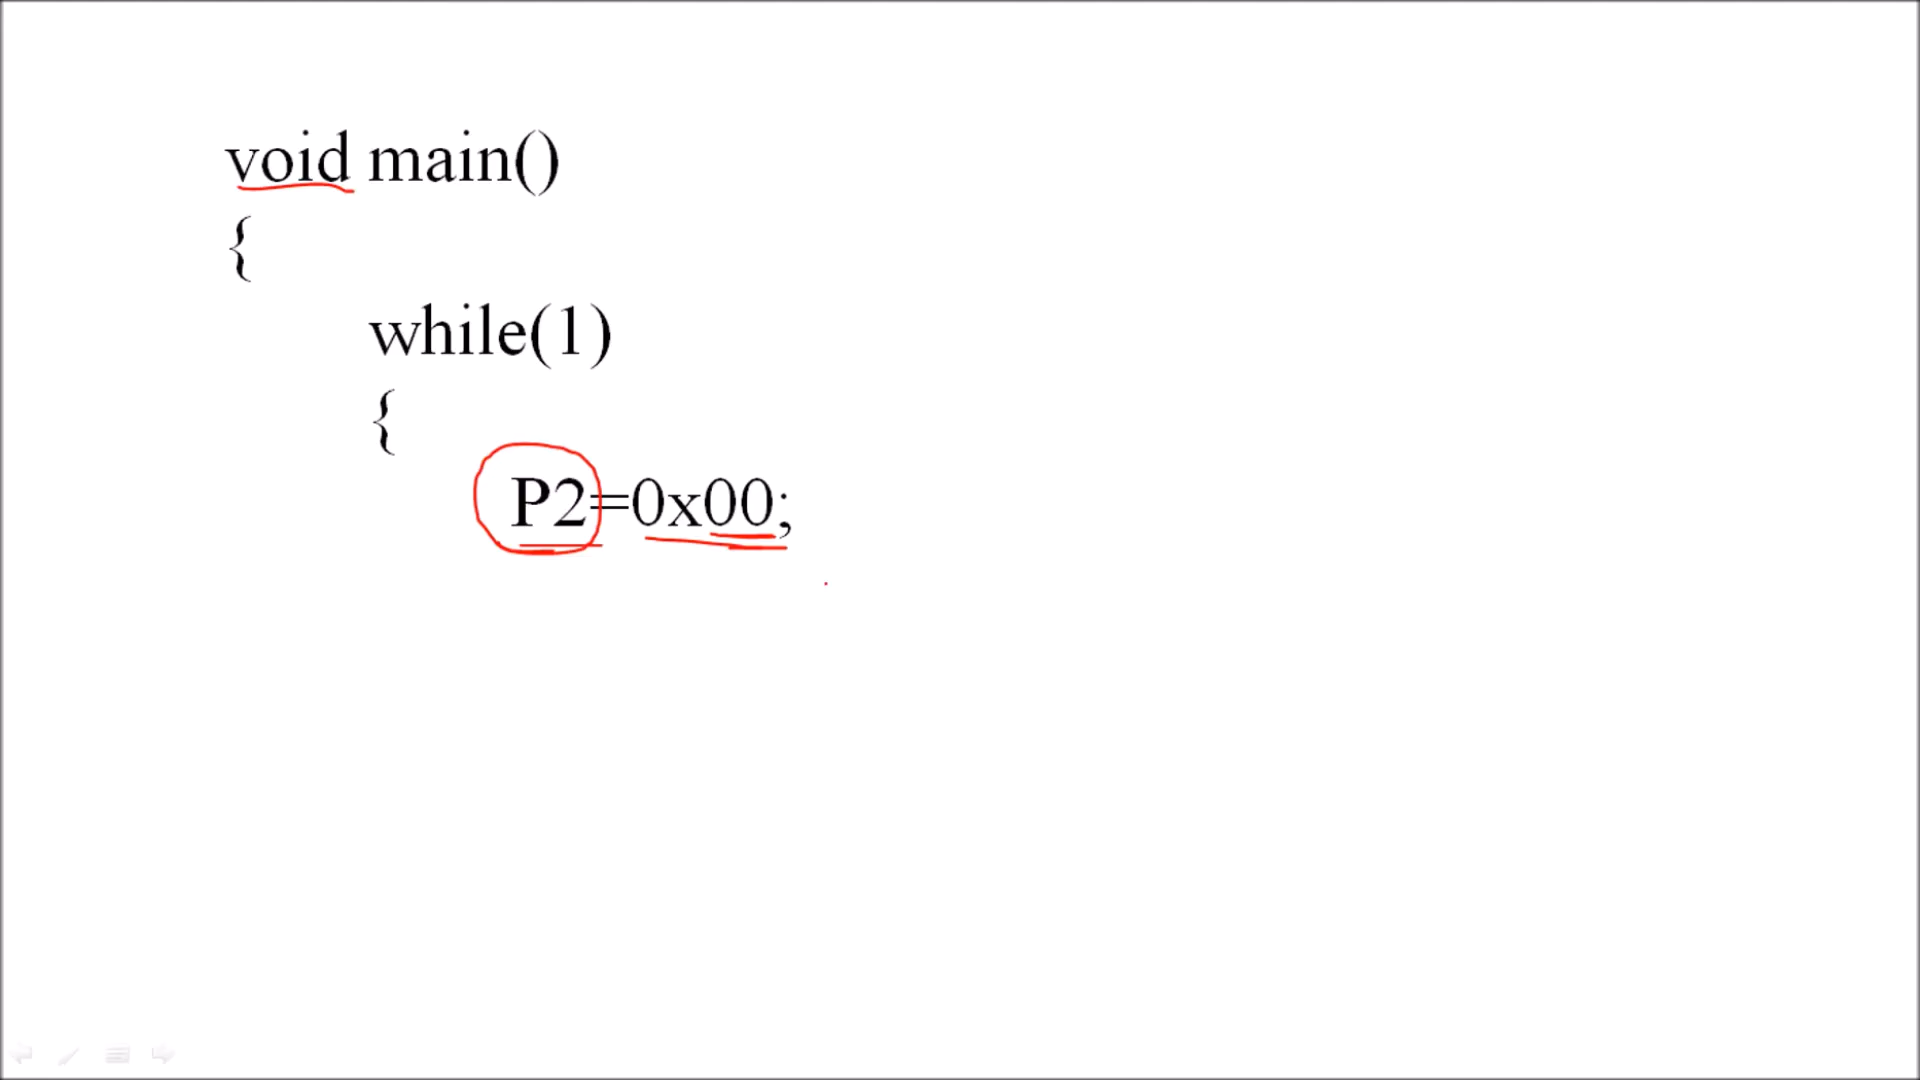 void main()
{
while(1)
{
P2=0x00;